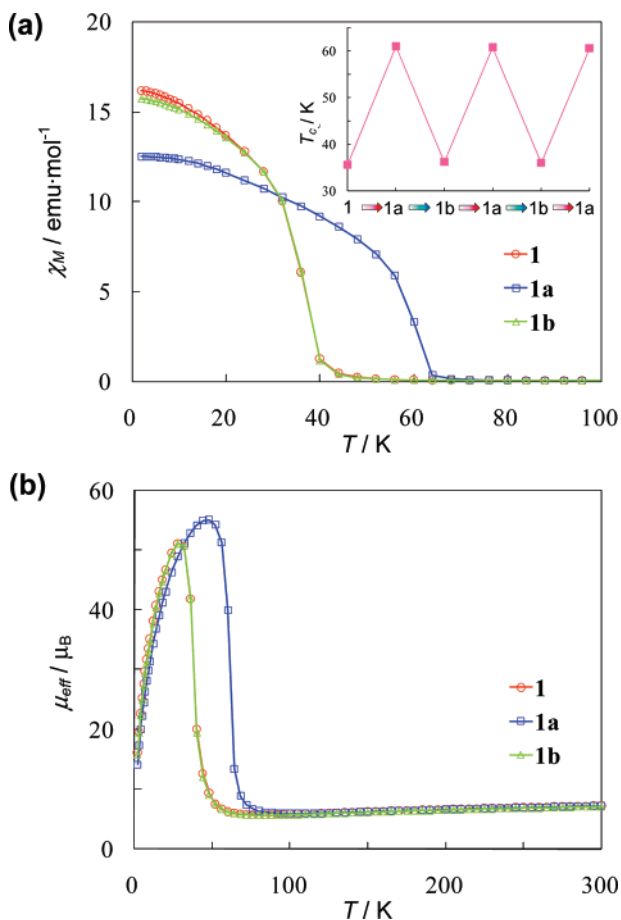 (a)
20
15
10
5
0
χM / emu·mol⁻¹
0 20 40 60 80 100
T / K
60
50
40
30
Tc / K
1 1a 1b 1a 1b 1a
1
1a
1b
(b)
60
40
20
0
μeff / μB
0 100 200 300
T / K
1
1a
1b